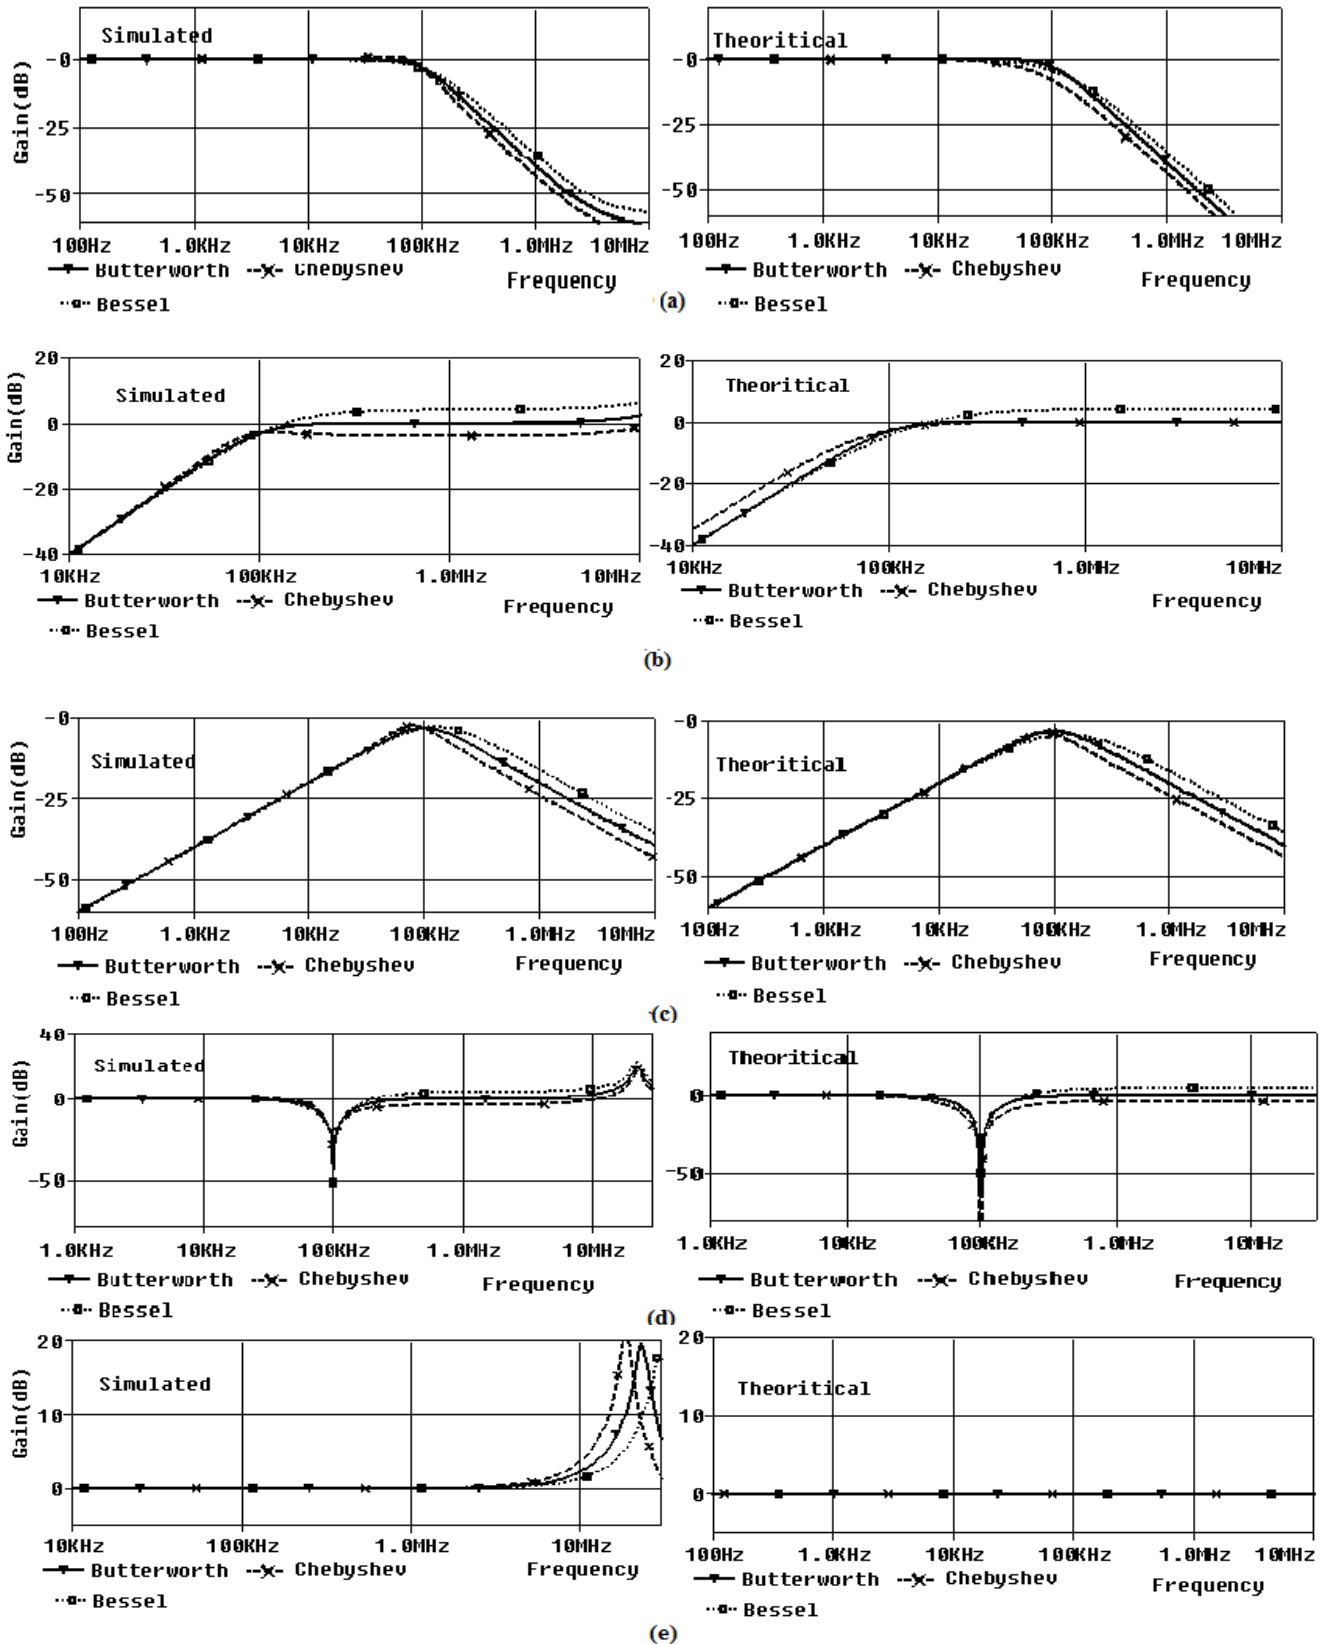 Simulated
Gain(dB)
-0
-25
-50
100Hz 1.0KHz 10KHz 100KHz 1.0MHz 10MHz
Butterworth Chebyshev
Frequency
Bessel
Theoritical
-0
-25
-50
100Hz 1.0KHz 10KHz 100KHz 1.0MHz 10MHz
Butterworth Chebyshev
Frequency
Bessel
(a)
Simulated
Gain(dB)
20
0
-20
-40
10KHz 100KHz 1.0MHz 10MHz
Butterworth Chebyshev
Frequency
Bessel
Theoritical
20
0
-20
-40
10KHz 100KHz 1.0MHz 10MHz
Butterworth Chebyshev
Frequency
Bessel
(b)
Simulated
Gain(dB)
-0
-25
-50
100Hz 1.0KHz 10KHz 100KHz 1.0MHz 10MHz
Butterworth Chebyshev
Frequency
Bessel
Theoritical
-0
-25
-50
100Hz 1.0KHz 10KHz 100KHz 1.0MHz 10MHz
Butterworth Chebyshev
Frequency
Bessel
(c)
Simulated
Gain(dB)
40
0
-50
1.0KHz 10KHz 100KHz 1.0MHz 10MHz
Butterworth Chebyshev
Frequency
Bessel
Theoritical
0
-50
1.0KHz 10KHz 100KHz 1.0MHz 10MHz
Butterworth Chebyshev
Frequency
Bessel
(d)
Simulated
Gain(dB)
20
10
0
10KHz 100KHz 1.0MHz 10MHz
Butterworth Chebyshev
Frequency
Bessel
Theoritical
20
10
0
100Hz 1.0KHz 10KHz 100KHz 1.0MHz 10MHz
Butterworth Chebyshev
Frequency
Bessel
(e)